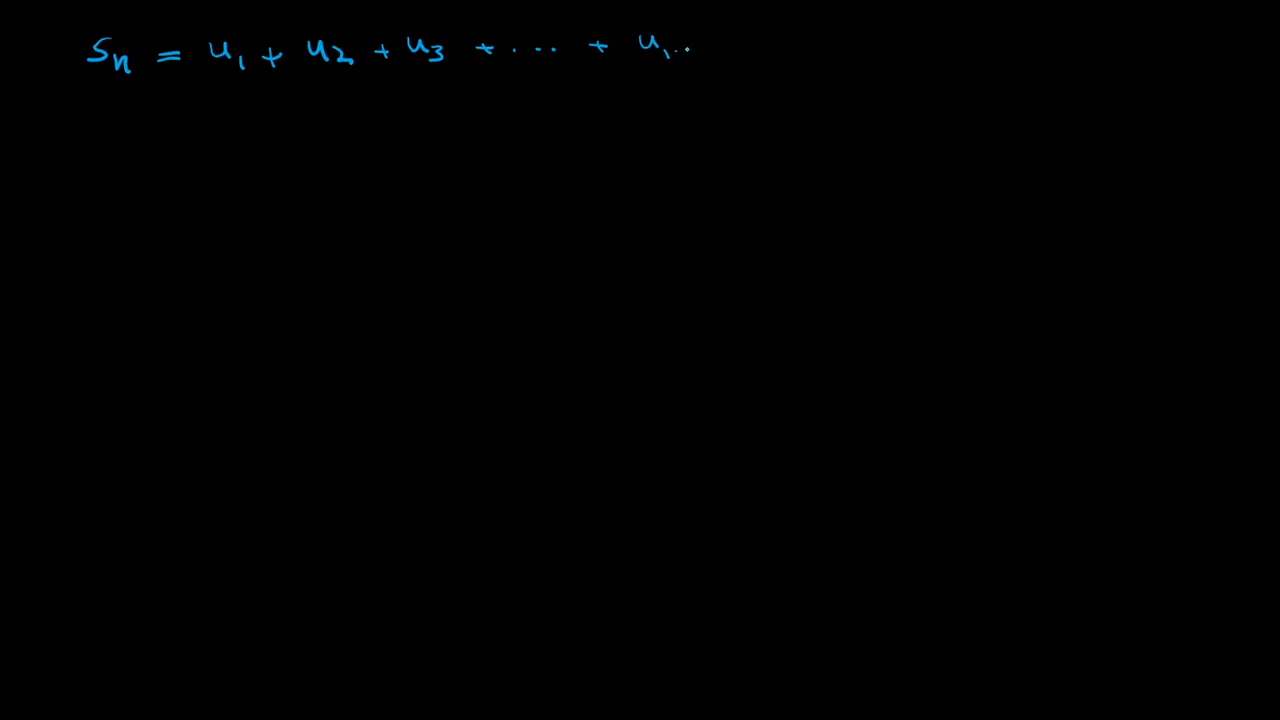 Sn = u1 + u2 + u3 + ... + u